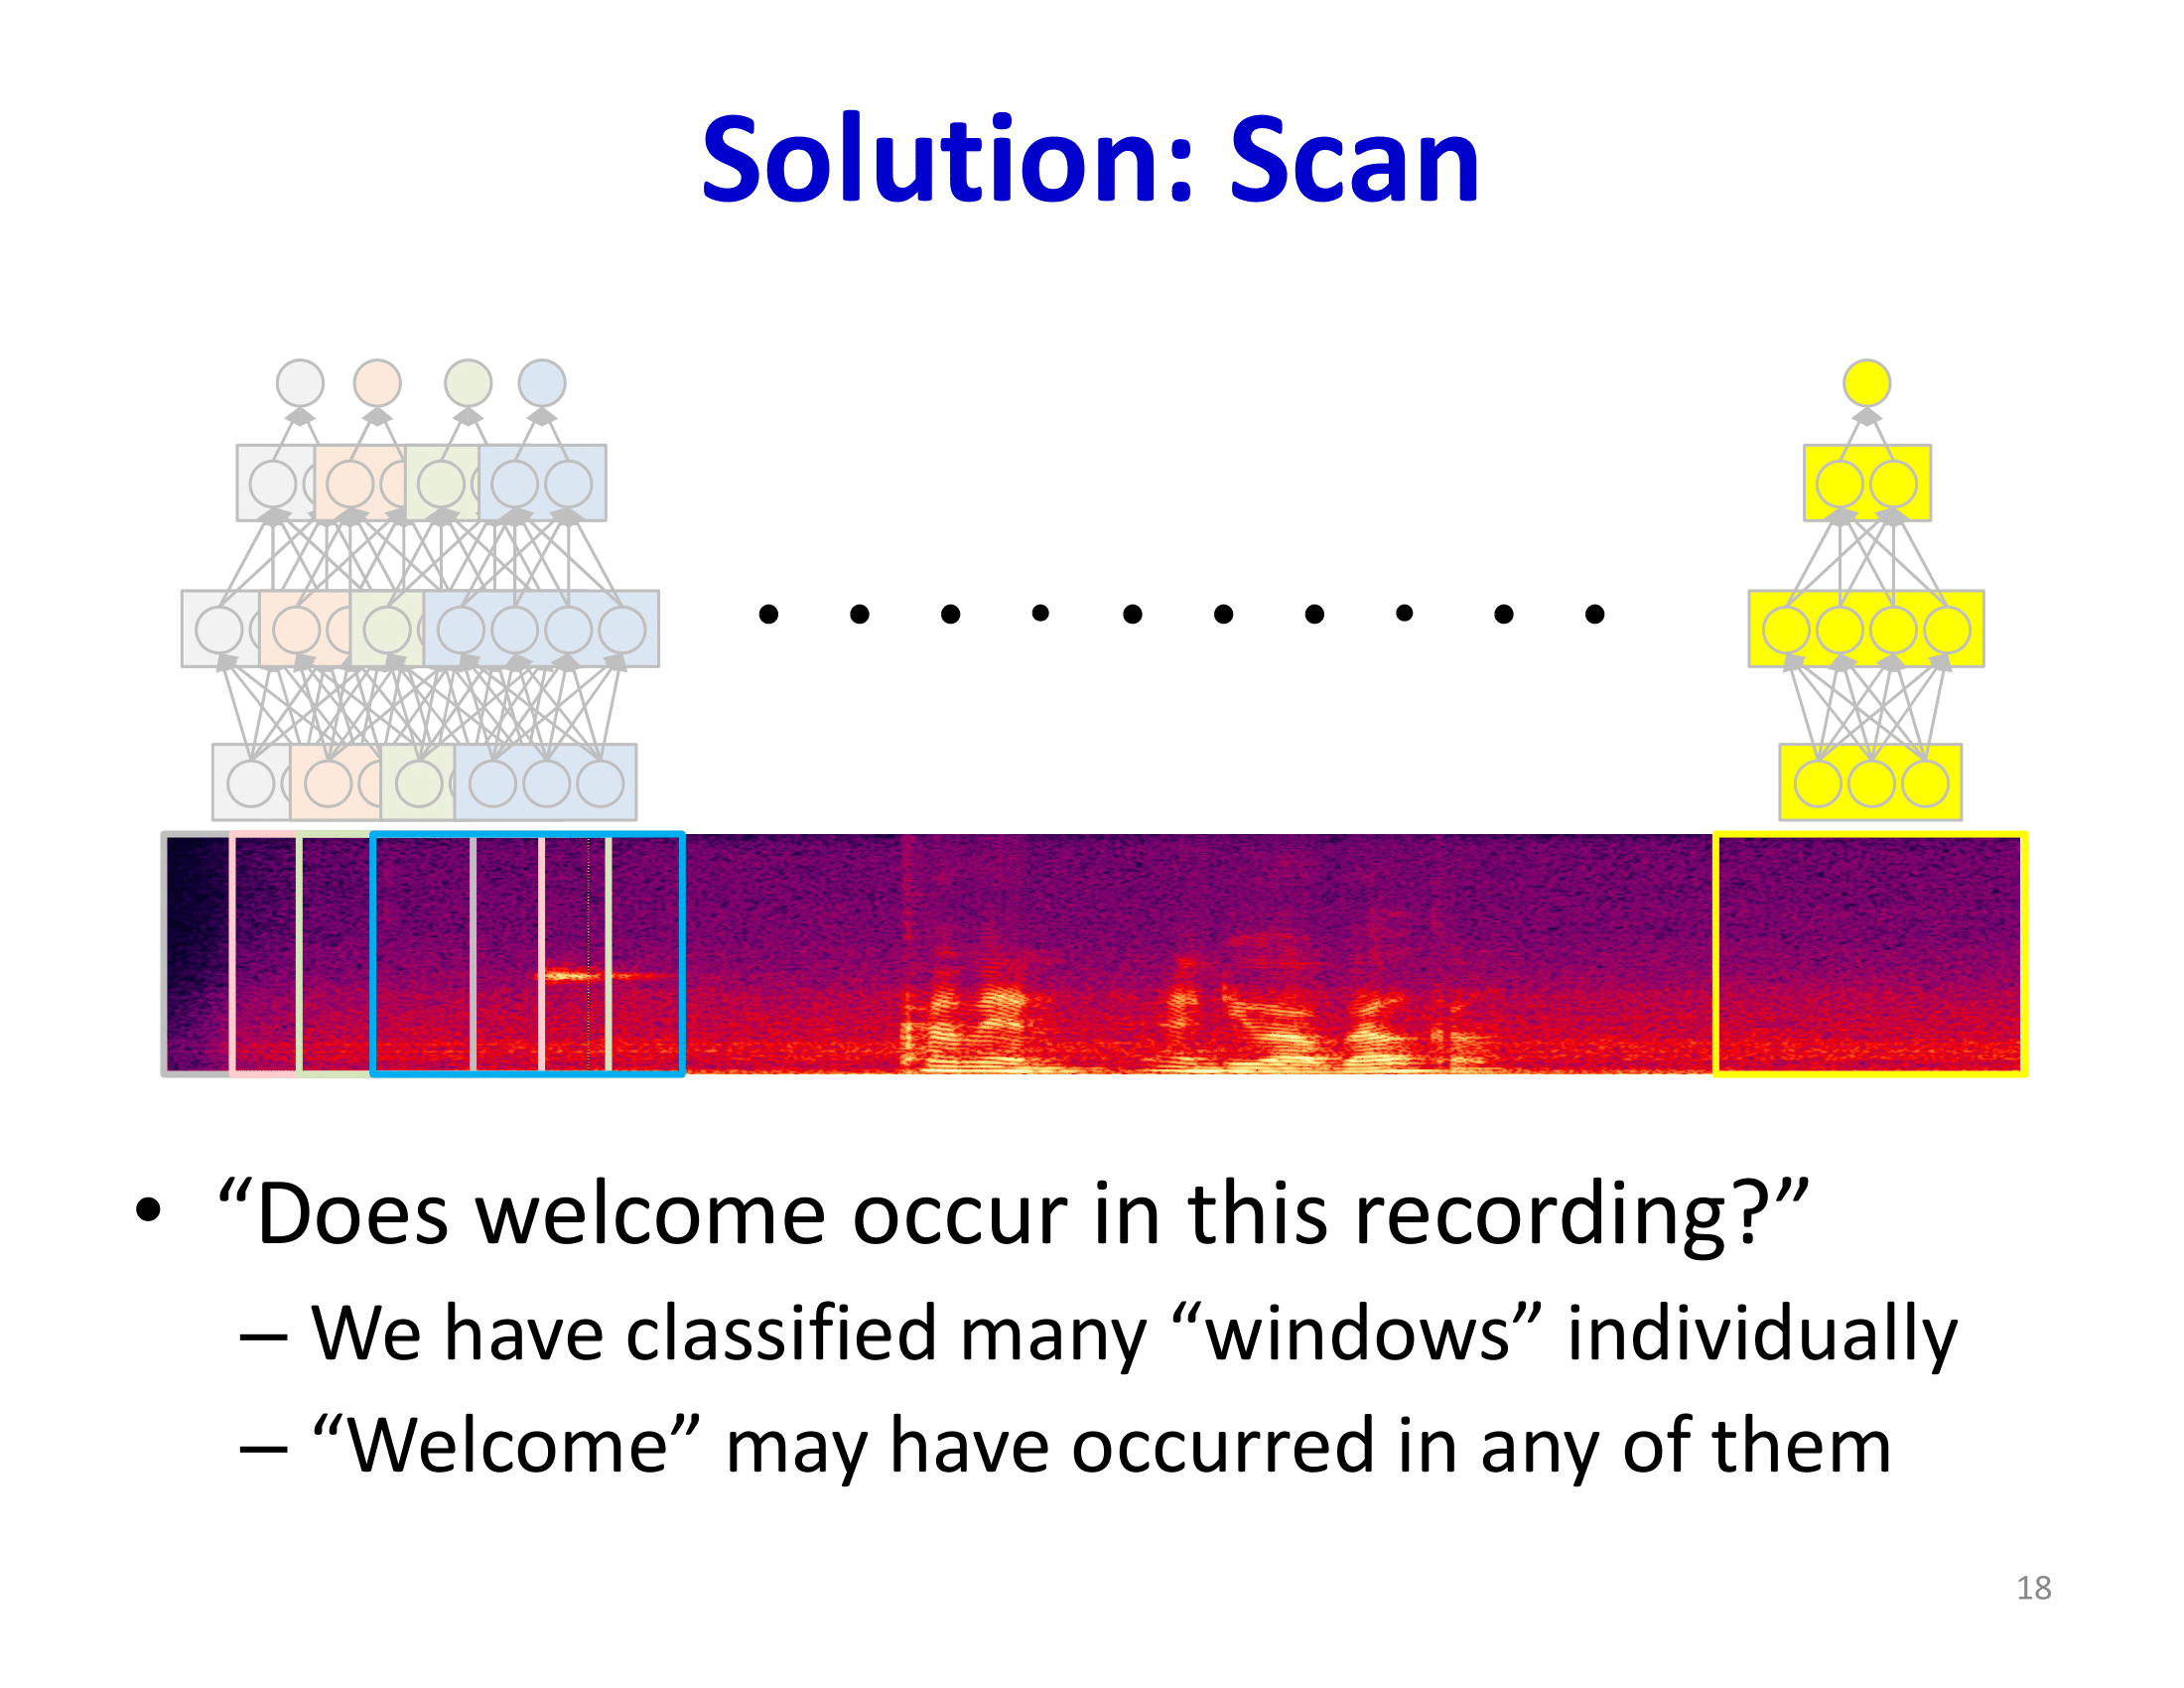 Solution: Scan
• “Does welcome occur in this recording?”
– We have classified many “windows” individually
– “Welcome” may have occurred in any of them
18